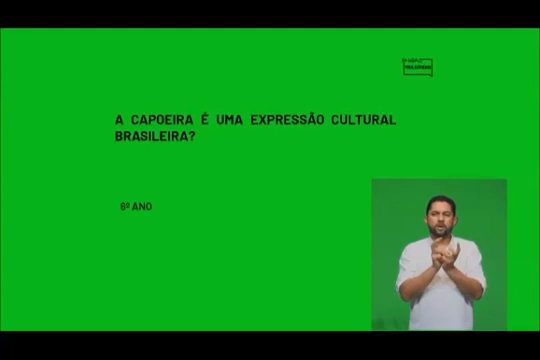 A CAPOEIRA É UMA EXPRESSÃO CULTURAL
BRASILEIRA?
6º ANO